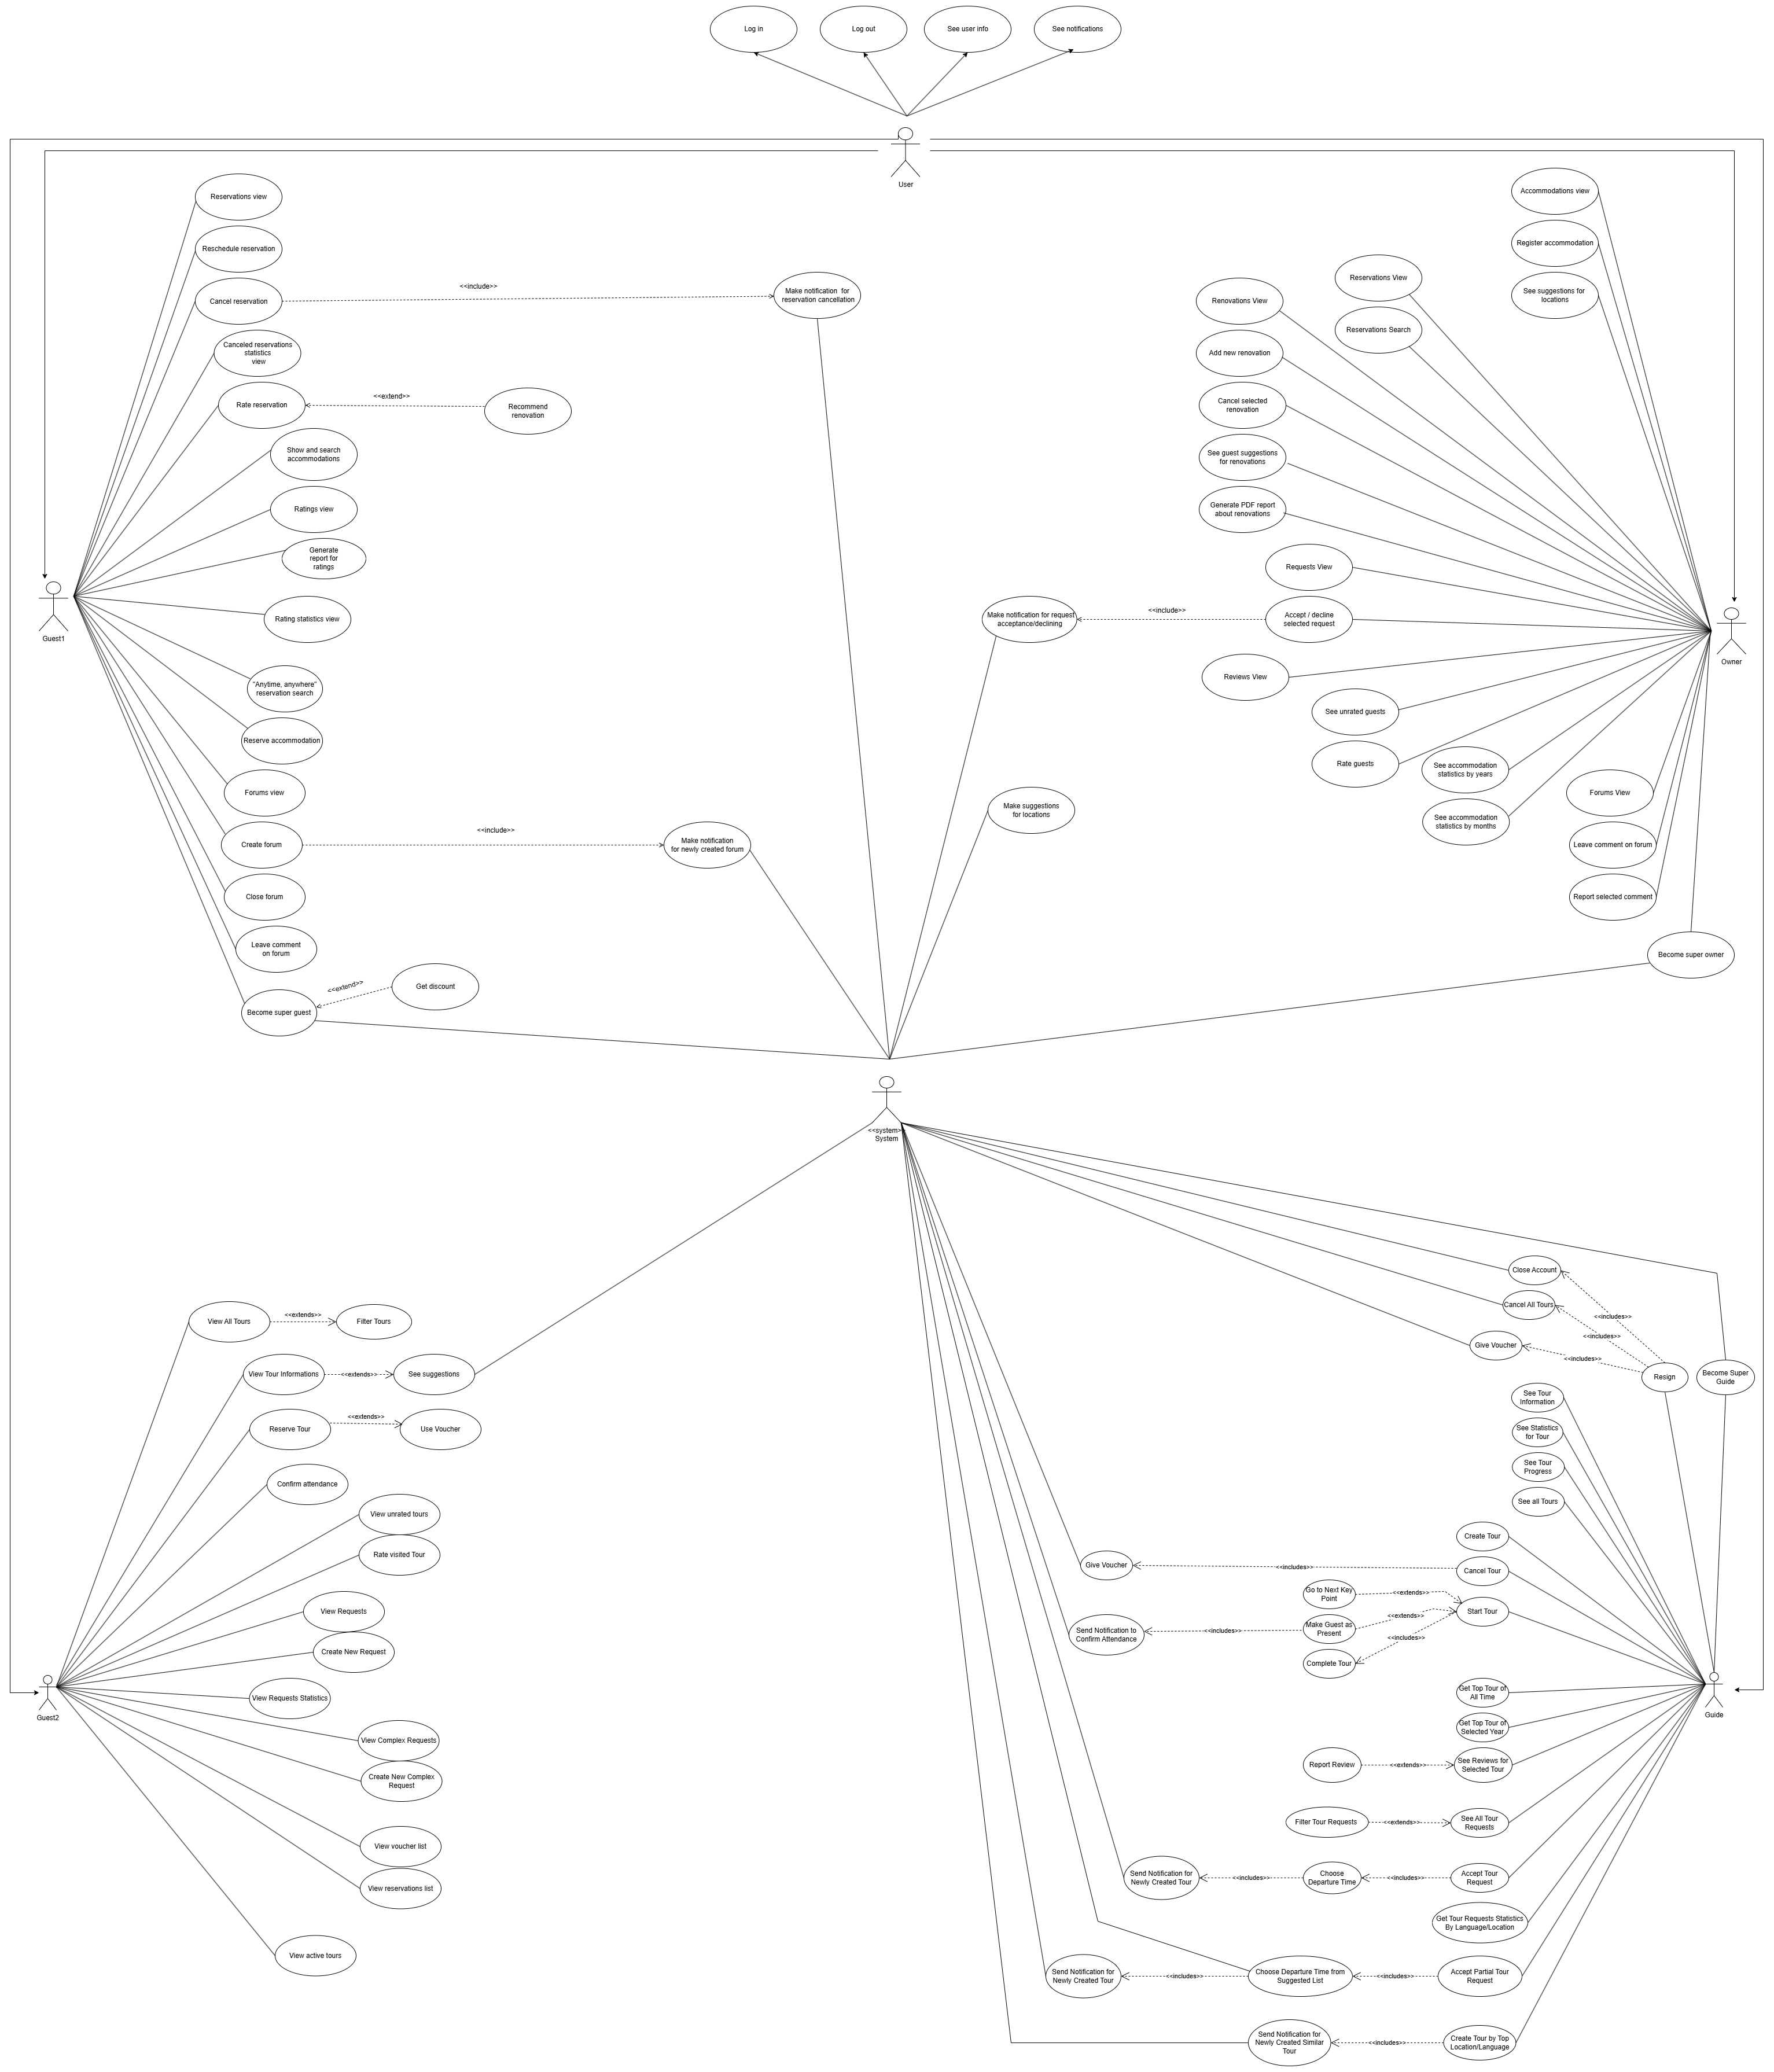 Log in
Log out
See user info
See notifications
User
Reservations view
Reschedule reservation
Cancel reservation
<<include>>
Make notification  for
reservation cancellation
Canceled reservations
statistics
view
Rate reservation
<<extend>>
Recommend
renovation
Show and search
accommodations
Ratings view
Generate
report for
ratings
Rating statistics view
Guest1
"Anytime, anywhere"
reservation search
Reserve accommodation
Forums view
Create forum
<<include>>
Make notification
for newly created forum
Close forum
Leave comment
on forum
Become super guest
<<extend>>
Get discount
Accommodations view
Register accommodation
See suggestions for
locations
Reservations View
Reservations Search
Renovations View
Add new renovation
Cancel selected
renovation
See guest suggestions
for renovations
Generate PDF report
about renovations
Requests View
Accept / decline
selected request
<<include>>
Make notification for request
acceptance/declining
Owner
Reviews View
See unrated guests
Rate guests
See accommodation
statistics by years
See accommodation
statistics by months
Make suggestions
for locations
Forums View
Leave comment on forum
Report selected comment
Become super owner
<<system>>
System
View All Tours
<<extends>>
Filter Tours
View Tour Informations
<<extends>>
See suggestions
Reserve Tour
<<extends>>
Use Voucher
Confirm attendance
View unrated tours
Rate visited Tour
View Requests
Create New Request
View Requests Statistics
Guest2
View Complex Requests
Create New Complex
Request
View voucher list
View reservations list
View active tours
Close Account
Cancel All Tours
Give Voucher
<<includes>>
<<includes>>
<<includes>>
Resign
Become Super
Guide
See Tour
Information
See Statistics
for Tour
See Tour
Progress
See all Tours
Create Tour
Give Voucher
<<includes>>
Cancel Tour
Go to Next Key
Point
<<extends>>
Start Tour
Send Notification to
Confirm Attendance
<<includes>>
Make Guest as
Present
<<extends>>
Complete Tour
<<includes>>
Get Top Tour of
All Time
Guide
Get Top Tour of
Selected Year
Report Review
<<extends>>
See Reviews for
Selected Tour
Filter Tour Requests
<<extends>>
See All Tour
Requests
Send Notification for
Newly Created Tour
<<includes>>
Choose
Departure Time
<<includes>>
Accept Tour
Request
Get Tour Requests Statistics
By Language/Location
Send Notification for
Newly Created Tour
<<includes>>
Choose Departure Time from
Suggested List
<<includes>>
Accept Partial Tour
Request
Send Notification for
Newly Created Similar
Tour
<<includes>>
Create Tour by Top
Location/Language